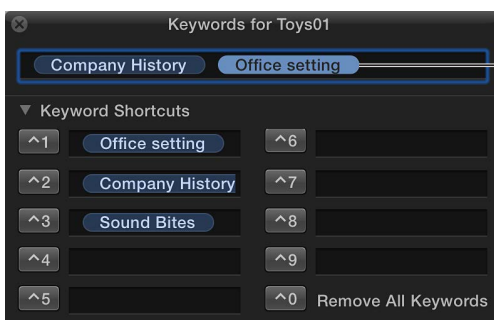 Keywords for Toys01
Company History Office setting
▼ Keyword Shortcuts
^1 Office setting ^6
^2 Company History ^7
^3 Sound Bites ^8
^4 ^9
^5 ^0 Remove All Keywords